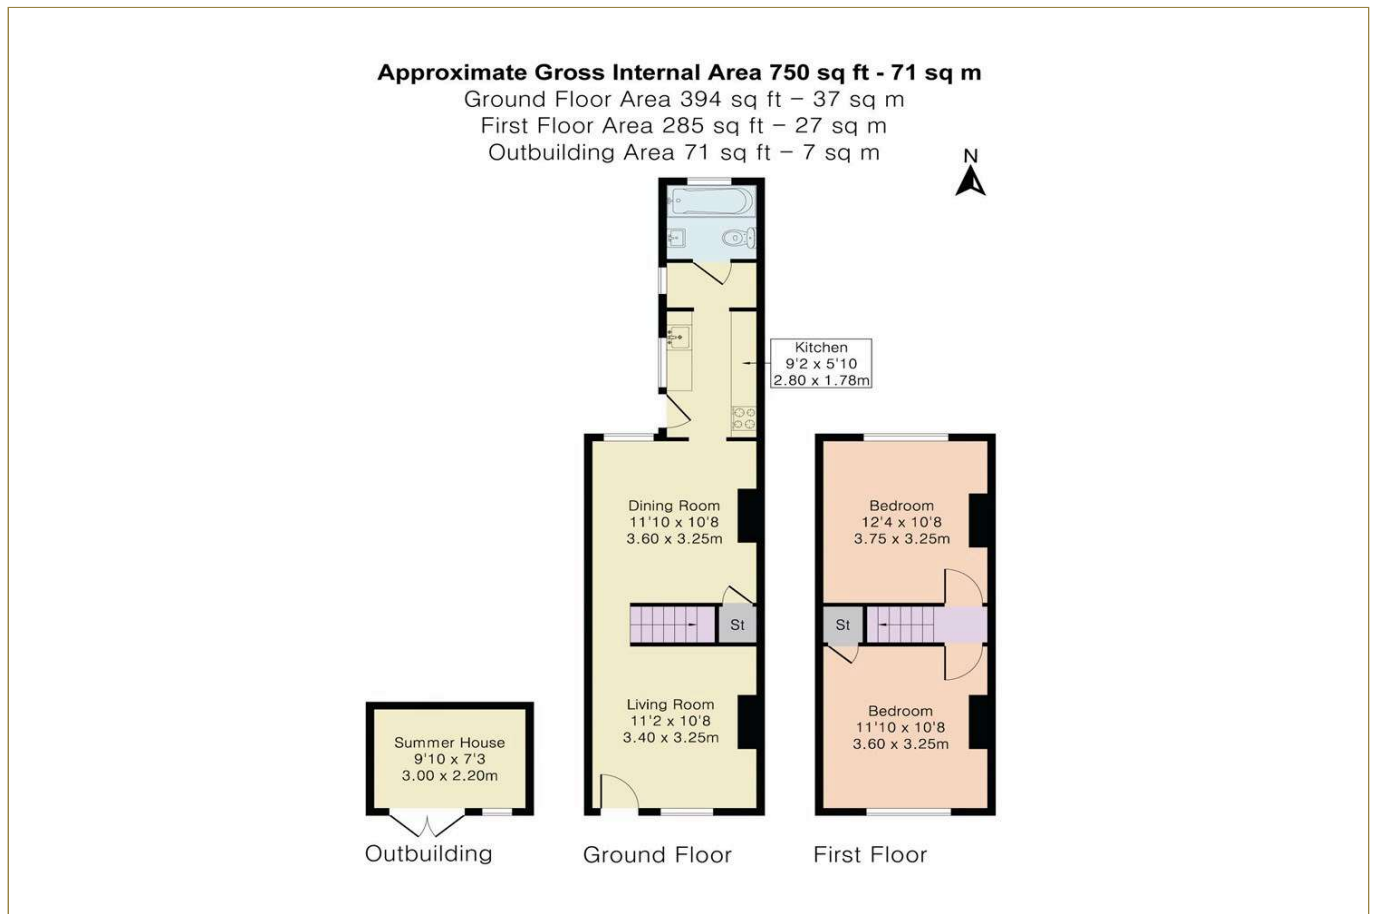 Approximate Gross Internal Area 750 sq ft - 71 sq m
Ground Floor Area 394 sq ft – 37 sq m
First Floor Area 285 sq ft – 27 sq m
Outbuilding Area 71 sq ft – 7 sq m
N
Kitchen
9'2 x 5'10
2.80 x 1.78m
Dining Room
11'10 x 10'8
3.60 x 3.25m
St
Living Room
11'2 x 10'8
3.40 x 3.25m
Bedroom
12'4 x 10'8
3.75 x 3.25m
St
Bedroom
11'10 x 10'8
3.60 x 3.25m
Summer House
9'10 x 7'3
3.00 x 2.20m
Outbuilding
Ground Floor
First Floor